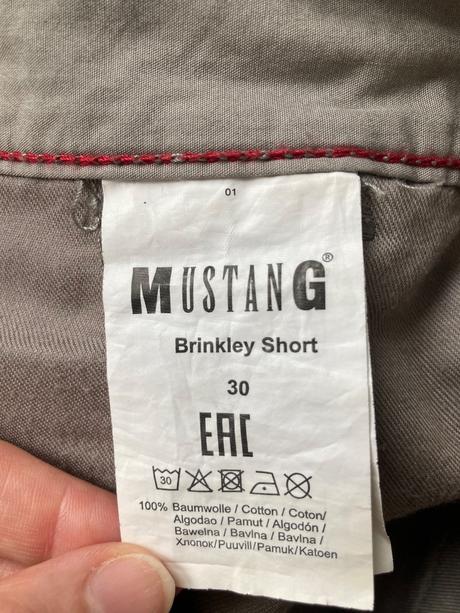 01
MUSTANG®
Brinkley Short
30
EAC
30
100% Baumwolle / Cotton / Coton/
Algodao / Pamut / Algodón /
Bawełna / Bavlna / Bavlna /
Хлопок/Puuvill/Pamuk/Katoen